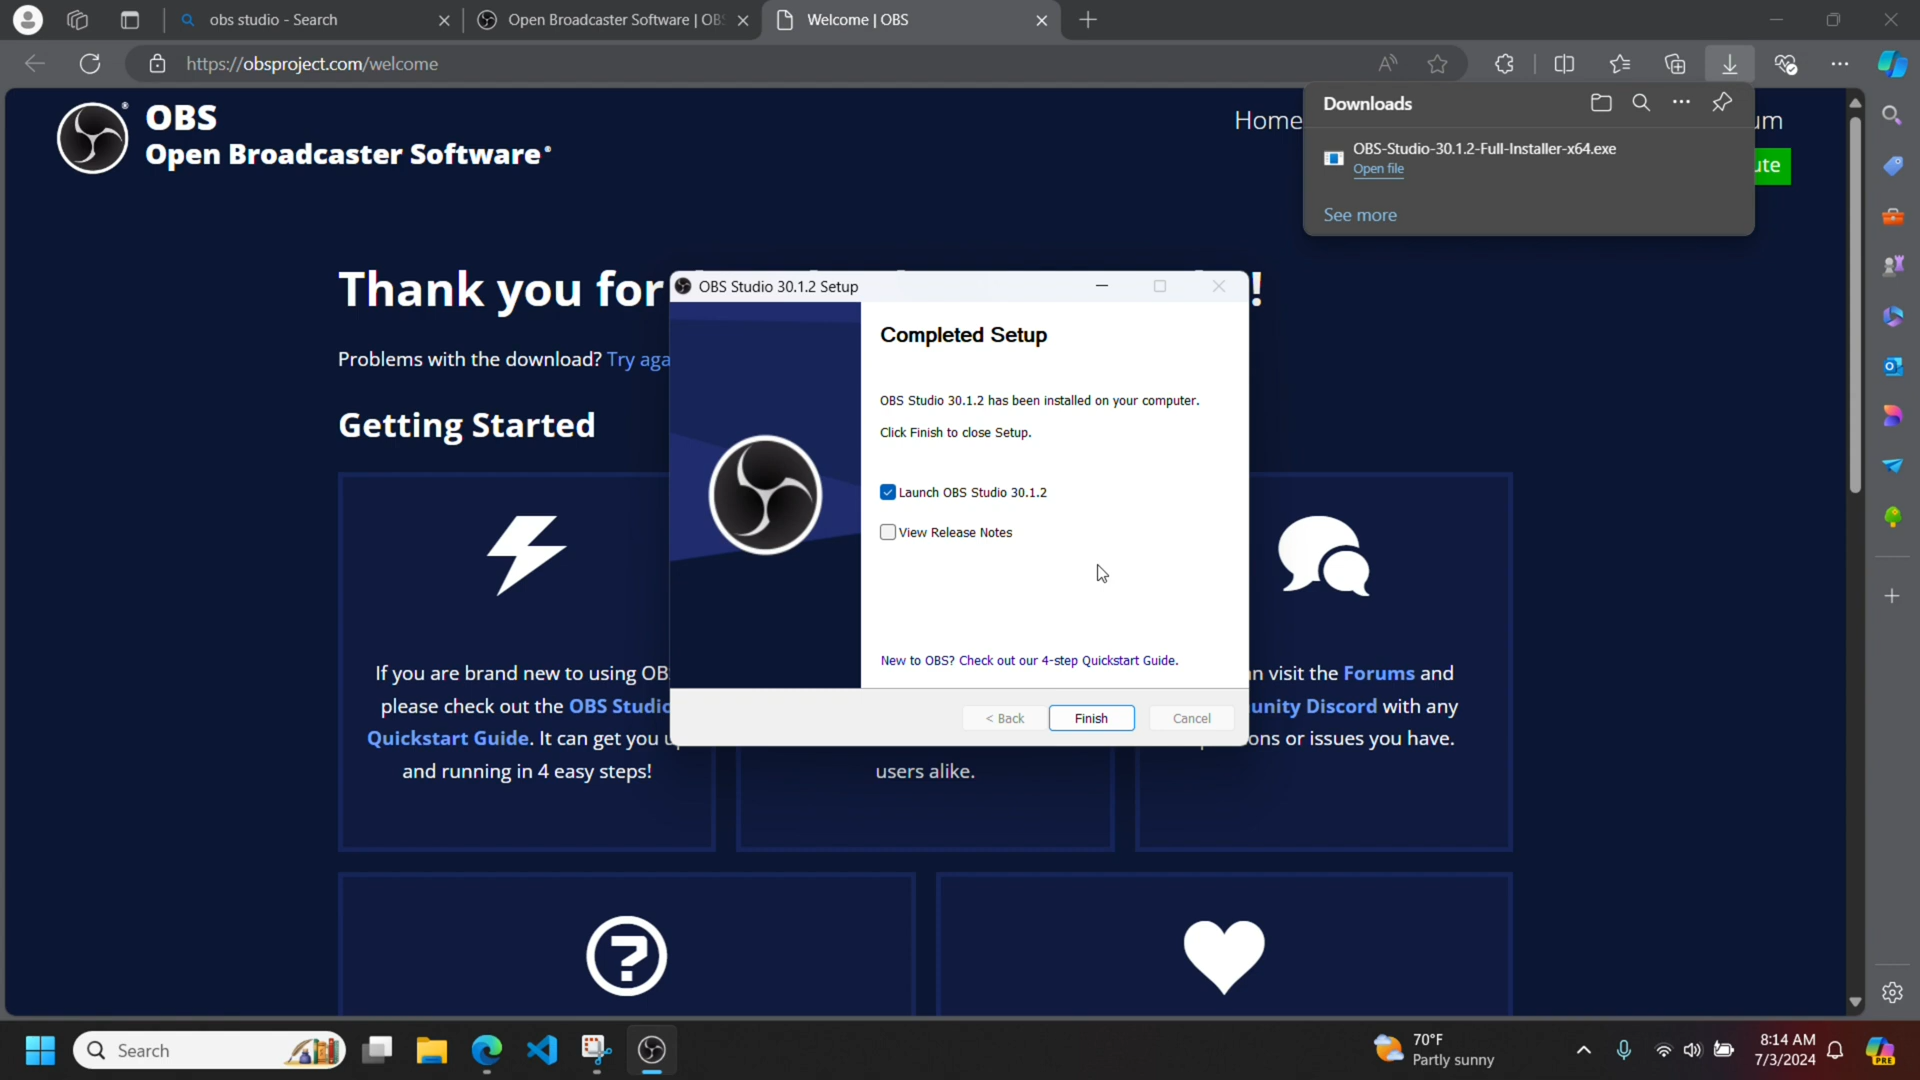 obs studio - Search
Open Broadcaster Software | OBS
Welcome | OBS
https://obsproject.com/welcome
OBS
Open Broadcaster Software
Home
Downloads
OBS-Studio-30.1.2-Full-Installer-x64.exe
Open file
See more
Thank you for
!
Problems with the download? Try aga
Getting Started
OBS Studio 30.1.2 Setup
Completed Setup
OBS Studio 30.1.2 has been installed on your computer.
Click Finish to close Setup.
Launch OBS Studio 30.1.2
View Release Notes
New to OBS? Check out our 4-step Quickstart Guide.
< Back
Finish
Cancel
If you are brand new to using OB
please check out the OBS Studio
Quickstart Guide. It can get you u
and running in 4 easy steps!
users alike.
n visit the Forums and
unity Discord with any
ons or issues you have.
Search
70°F
Partly sunny
8:14 AM
7/3/2024
PRE